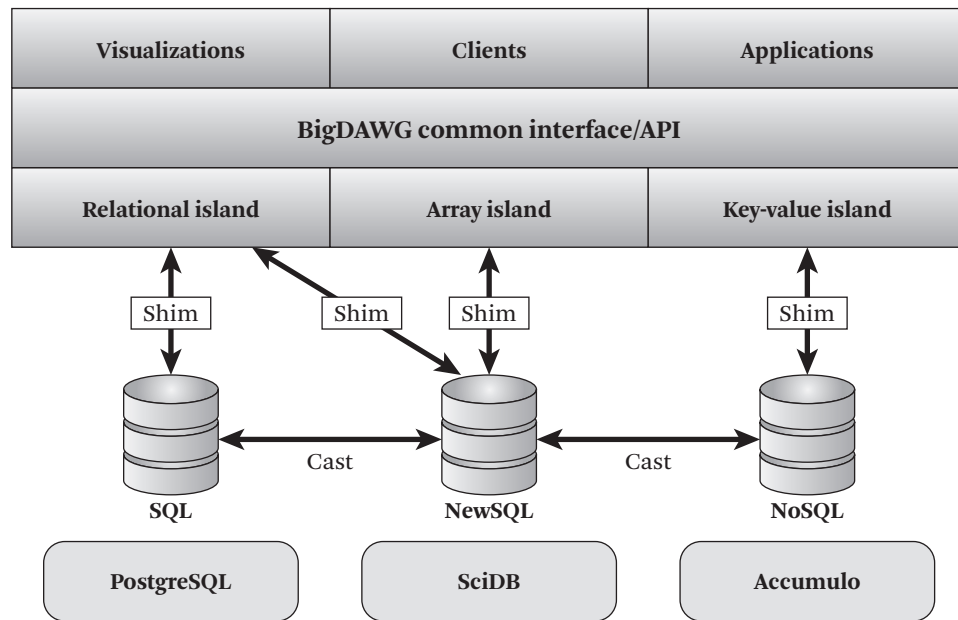 Visualizations
Clients
Applications
BigDAWG common interface/API
Relational island
Array island
Key-value island
Shim
Shim
Shim
Shim
Cast
Cast
SQL
NewSQL
NoSQL
PostgreSQL
SciDB
Accumulo